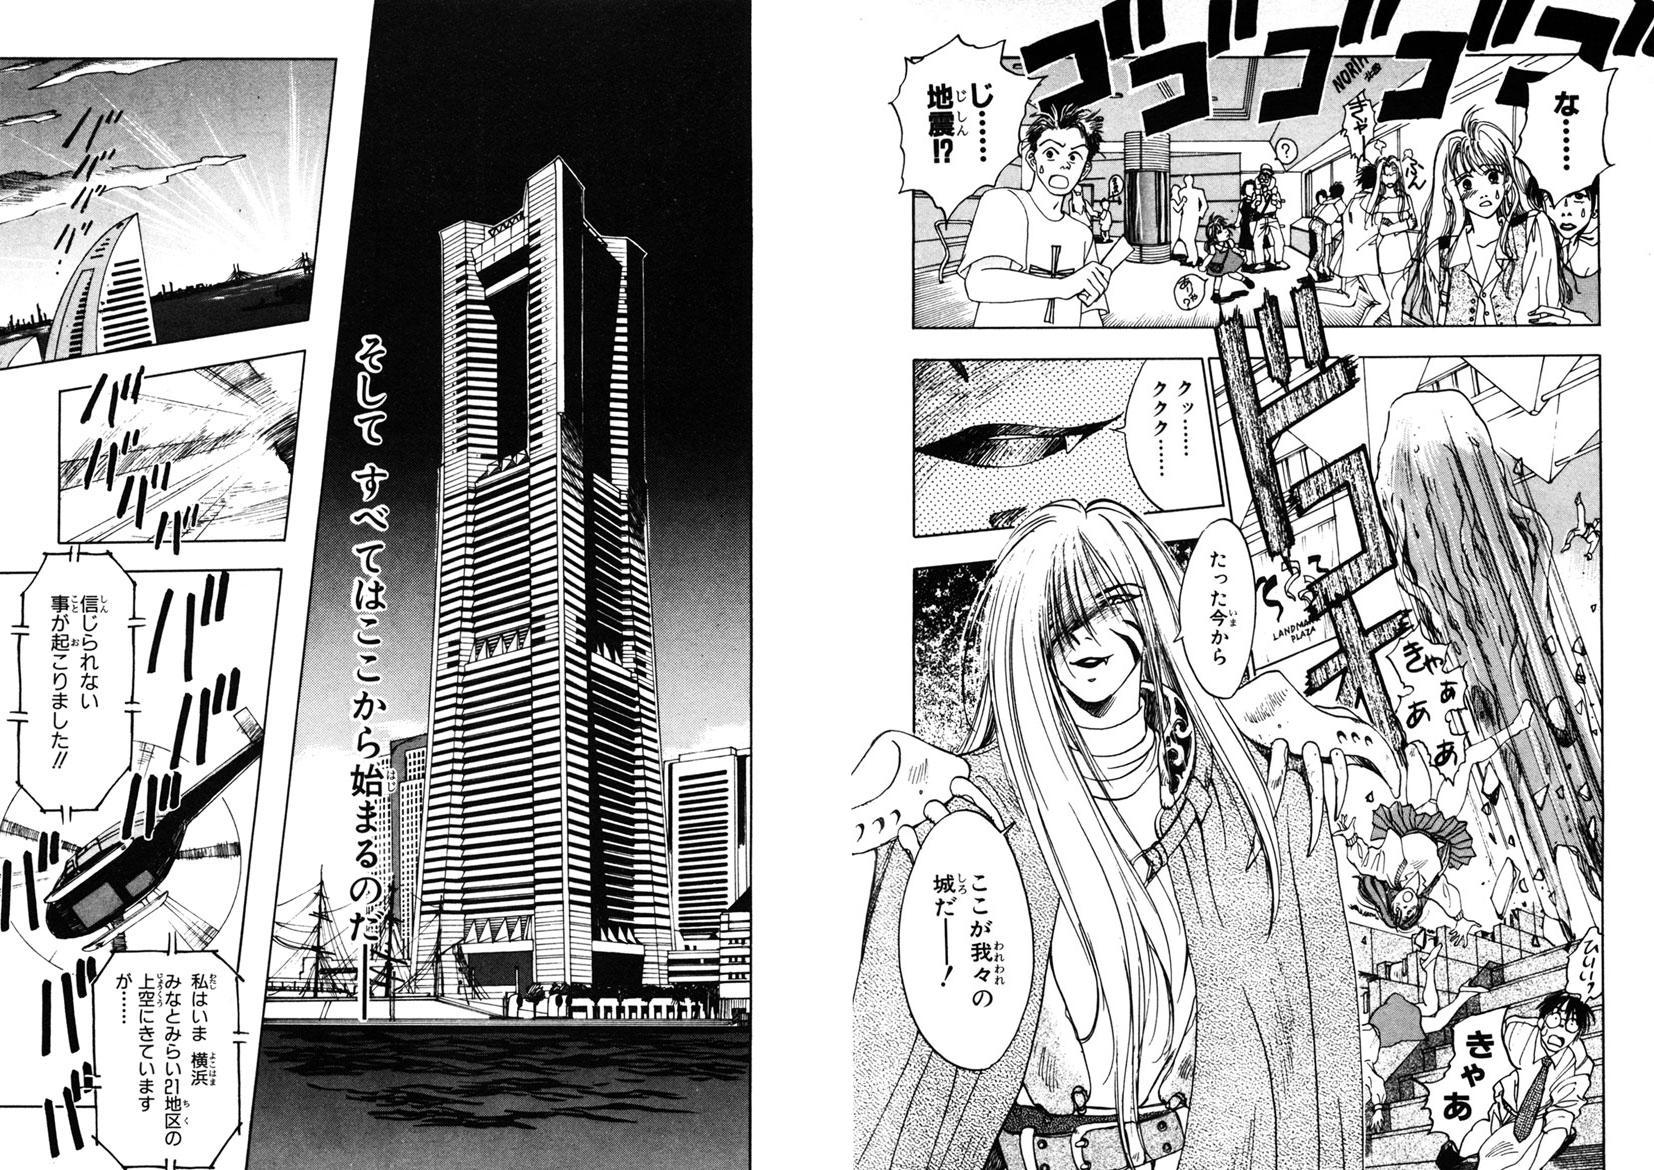 ゴゴゴゴゴ
な……
NORTH
きゃー
?
じ……
地震!?
クッ……
ククク……
たった今から
LANDMARK
PLAZA
きゃあぁ
あぁ
ひいい
きゃあ
ここが我々の
城だ――!
そして すべてはここから始まるのだ――
バババババ
バババババ
信じられない
事が起こりました!!
私はいま 横浜
みなとみらい21地区の
上空にきています
が……